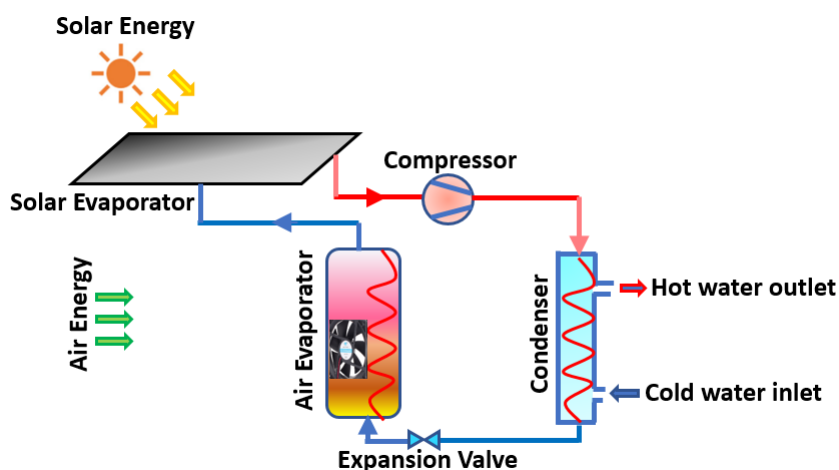 Solar Energy
Compressor
Solar Evaporator
Air Energy
Air Evaporator
Condenser
Hot water outlet
Cold water inlet
Expansion Valve